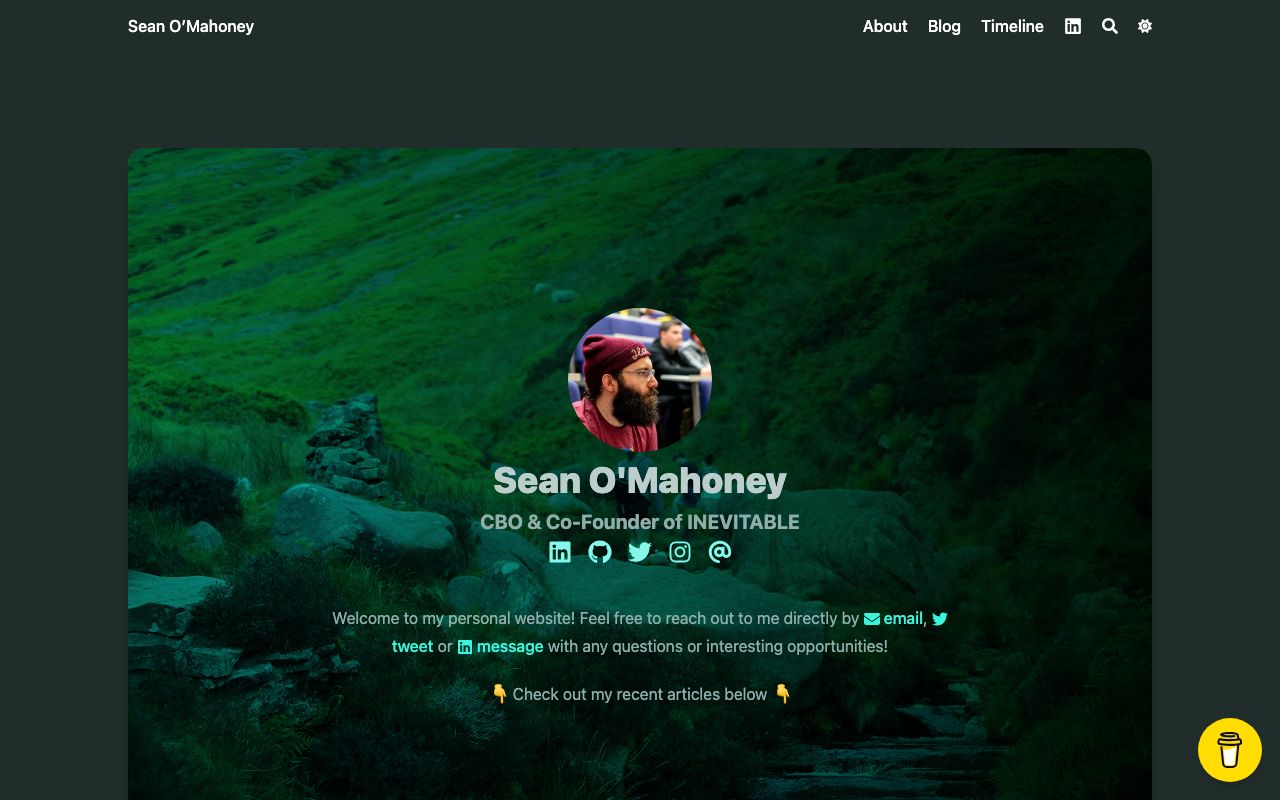 Sean O’Mahoney
About Blog Timeline
Sean O'Mahoney
CBO & Co-Founder of INEVITABLE
Welcome to my personal website! Feel free to reach out to me directly by email,
tweet or message with any questions or interesting opportunities!
👇 Check out my recent articles below 👇